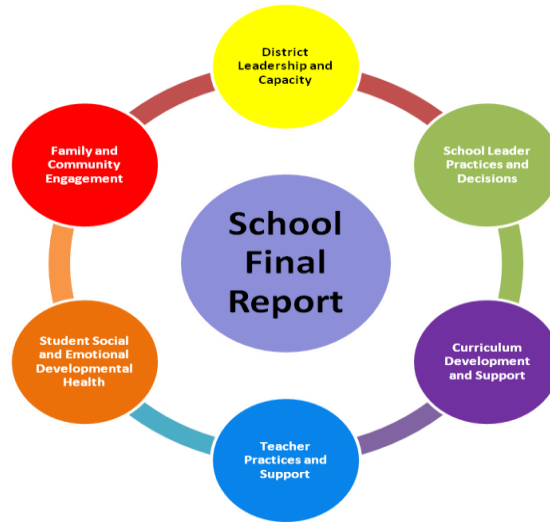 District
Leadership and
Capacity
Family and
Community
Engagement
School Leader
Practices and
Decisions
School
Final
Report
Student Social
and Emotional
Developmental
Health
Curriculum
Development
and Support
Teacher
Practices and
Support